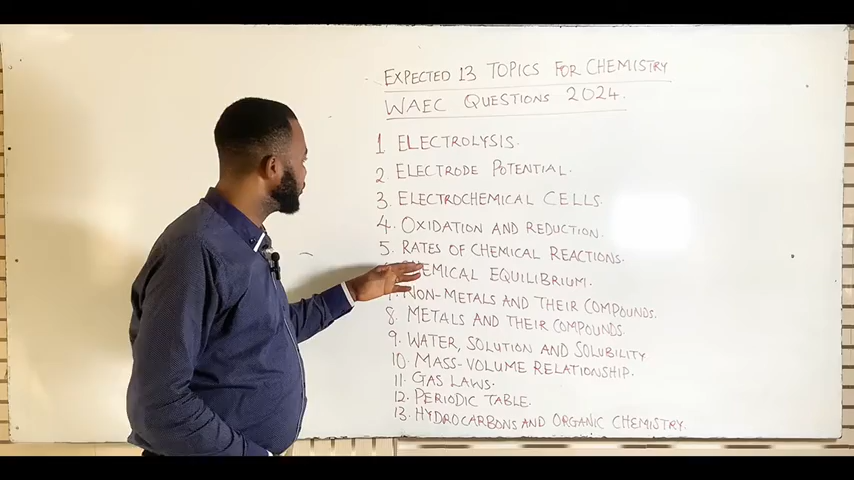 EXPECTED 13 TOPICS FOR CHEMISTRY
WAEC QUESTIONS 2024.
1 ELECTROLYSIS.
2 ELECTRODE POTENTIAL.
3. ELECTROCHEMICAL CELLS.
4. OXIDATION AND REDUCTION.
5. RATES OF CHEMICAL REACTIONS.
CHEMICAL EQUILIBRIUM.
NON-METALS AND THEIR COMPOUNDS.
8. METALS AND THEIR COMPOUNDS.
9. WATER, SOLUTION AND SOLUBILITY
10. MASS-VOLUME RELATIONSHIP.
11. GAS LAWS.
12. PERIODIC TABLE.
13. HYDROCARBONS AND ORGANIC CHEMISTRY.